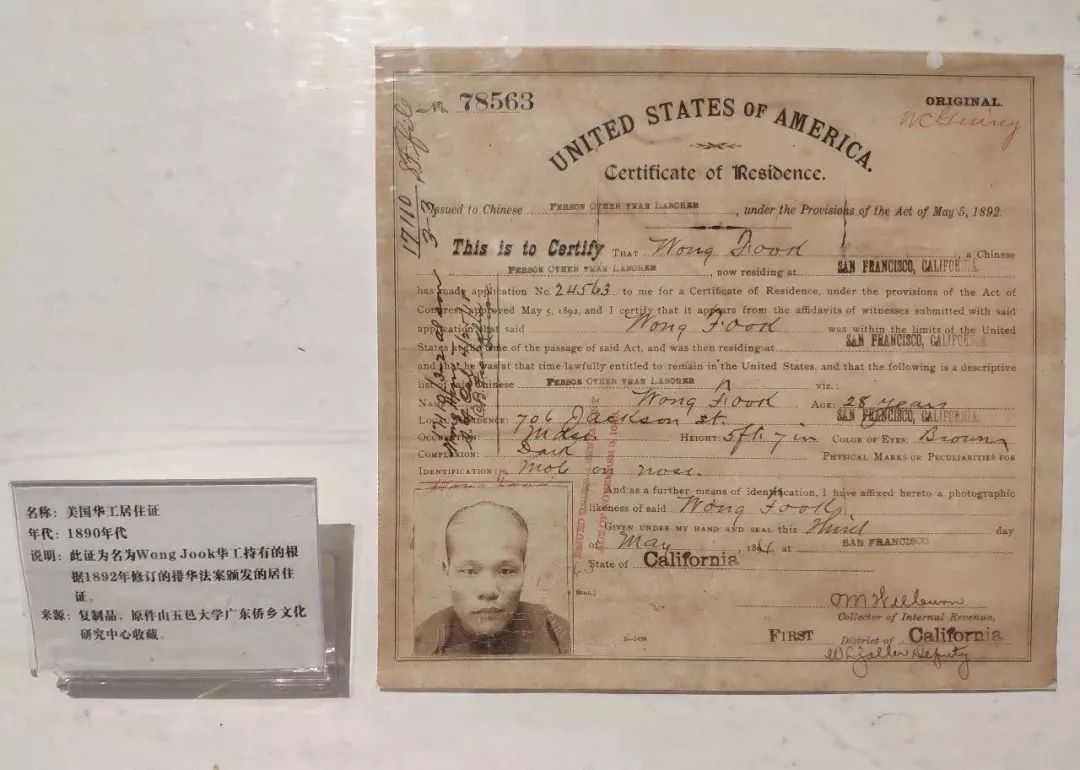 No. 78563
ORIGINAL.
UNITED STATES OF AMERICA.
Certificate of Residence.
Issued to Chinese PERSON OTHER THAN LABORER, under the Provisions of the Act of May 5, 1892.
This is to Certify THAT Wong Fook, a Chinese
PERSON OTHER THAN LABORER, now residing at SAN FRANCISCO, CALIFORNIA.
has made application No. 24563 to me for a Certificate of Residence, under the provisions of the Act of
Congress approved May 5, 1892, and I certify that it appears from the affidavits of witnesses submitted with said
application that said Wong Fook was within the limits of the United
States at the time of the passage of said Act, and was then residing at SAN FRANCISCO, CALIFORNIA.
and that he was at that time lawfully entitled to remain in the United States, and that the following is a descriptive
list of said Chinese PERSON OTHER THAN LABORER viz.:
NAME: Wong Fook AGE: 28 years
LOCAL RESIDENCE: 706 Jackson st. SAN FRANCISCO, CALIFORNIA.
OCCUPATION: Mdse HEIGHT: 5ft. 7 in COLOR OF EYES: Brown
COMPLEXION: Dark PHYSICAL MARKS OR PECULIARITIES FOR
IDENTIFICATION: Mole on nose.
And as a further means of identification, I have affixed hereto a photographic
likeness of said Wong Fook.
GIVEN UNDER MY HAND AND SEAL this Third day
of May, 189 at SAN FRANCISCO
State of California
[SEAL.]
Collector of Internal Revenue,
FIRST District of California
Deputy
17110
3-3
名称：美国华工居住证
年代：1890年代
说明：此证为名为Wong Jook华工持有的根
据1892年修订的排华法案颁发的居住
证。
来源：复制品，原件由五邑大学广东侨乡文化
研究中心收藏。